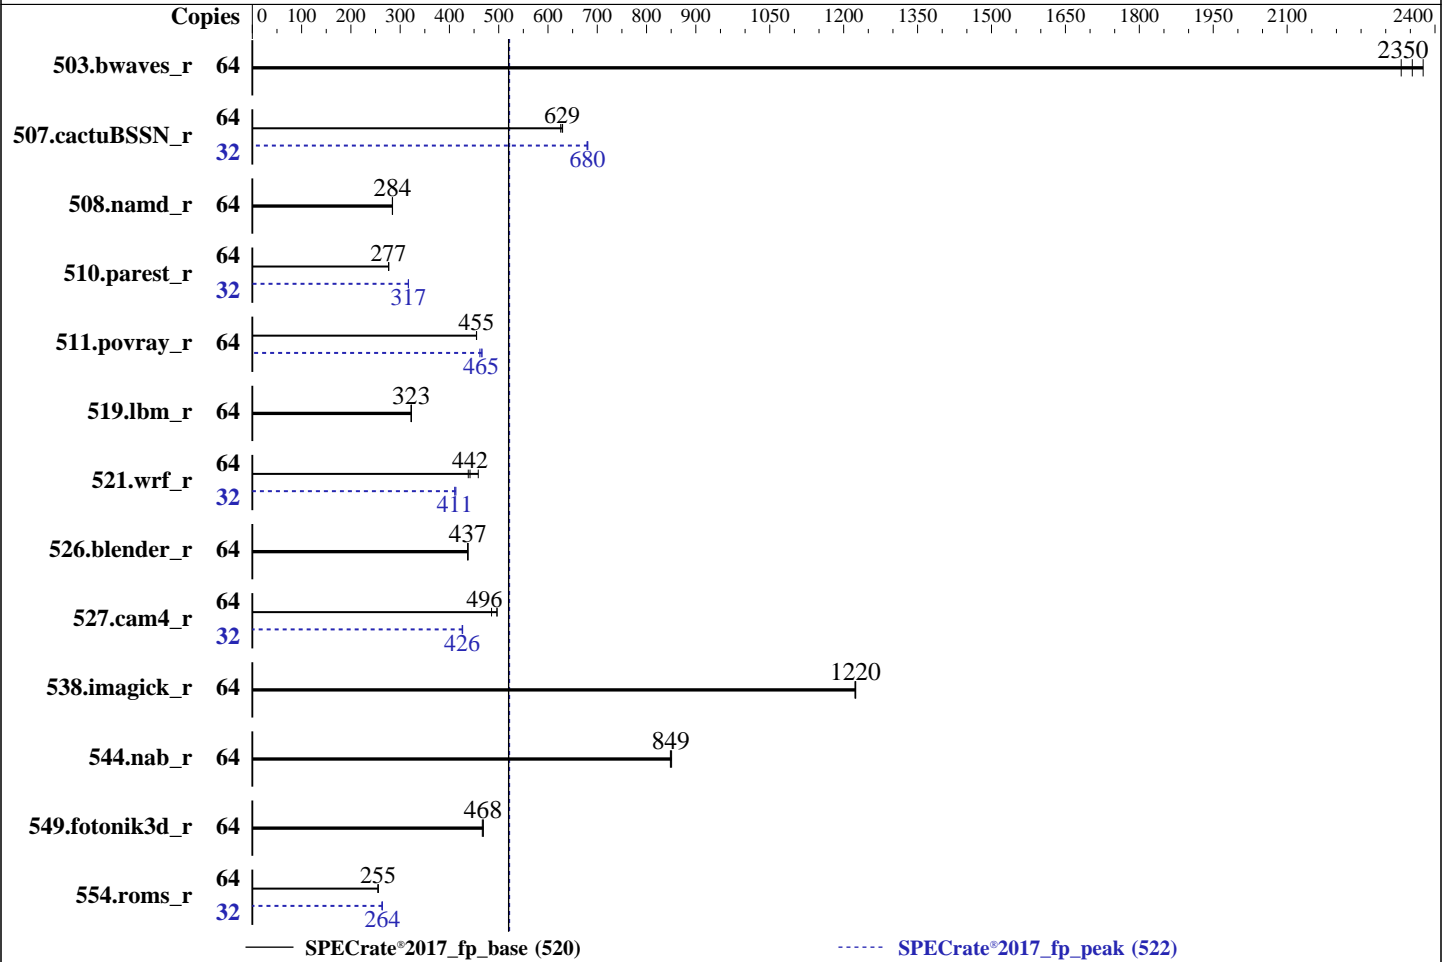 Copies 0 100 200 300 400 500 600 700 800 900 1050 1200 1350 1500 1650 1800 1950 2100 2400
503.bwaves_r 64 2350
507.cactuBSSN_r 64 629
32 680
508.namd_r 64 284
510.parest_r 64 277
32 317
511.povray_r 64 455
465
519.lbm_r 64 323
521.wrf_r 64 442
32 411
526.blender_r 64 437
527.cam4_r 64 496
32 426
538.imagick_r 64 1220
544.nab_r 64 849
549.fotonik3d_r 64 468
554.roms_r 64 255
32 264
SPECrate®2017_fp_base (520) SPECrate®2017_fp_peak (522)